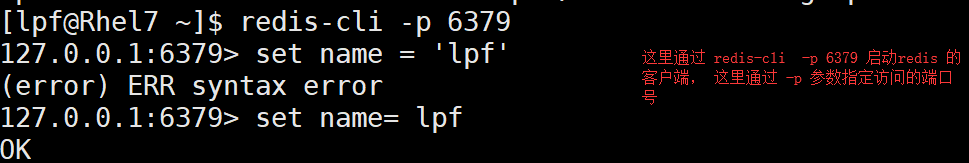 [lpf@Rhel7 ~]$ redis-cli -p 6379
127.0.0.1:6379> set name = 'lpf'
(error) ERR syntax error
127.0.0.1:6379> set name= lpf
OK
这里通过 redis-cli -p 6379 启动redis 的
客户端, 这里通过 -p 参数指定访问的端口
号